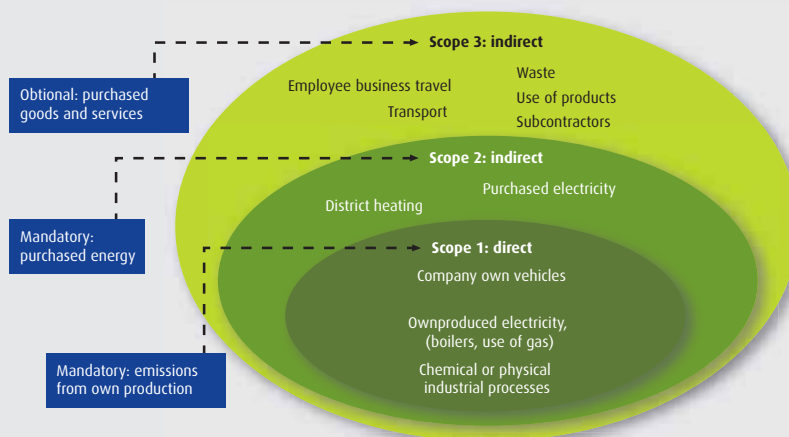 Scope 3: indirect
Employee business travel
Transport
Waste
Use of products
Subcontractors
Obtional: purchased
goods and services
Scope 2: indirect
Purchased electricity
District heating
Mandatory:
purchased energy
Scope 1: direct
Company own vehicles
Ownproduced electricity,
(boilers, use of gas)
Chemical or physical
industrial processes
Mandatory: emissions
from own production